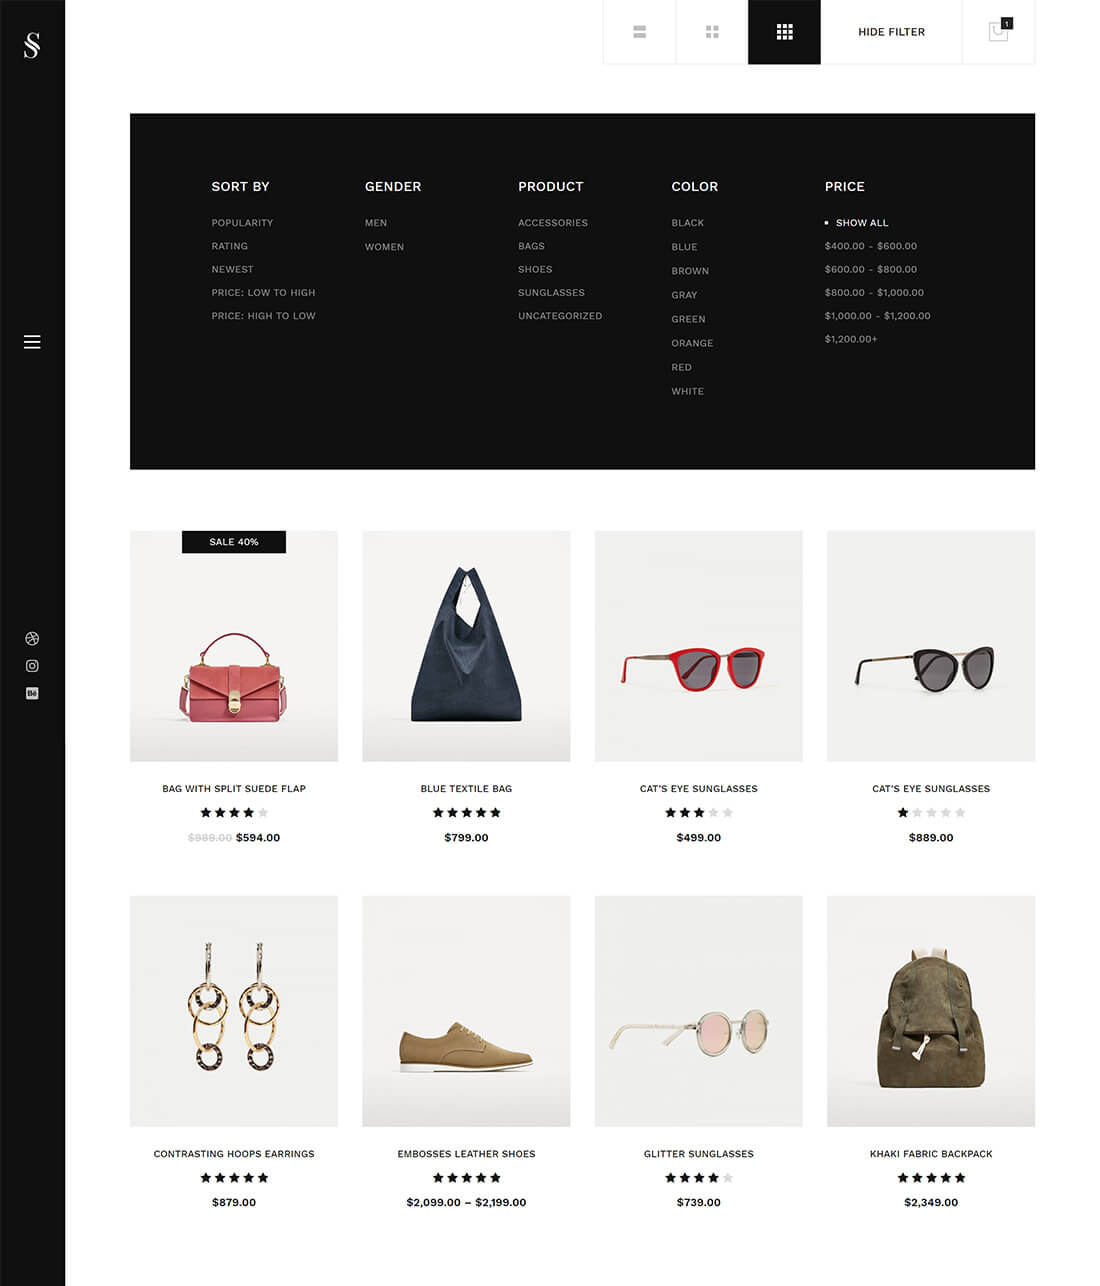 HIDE FILTER
1
SORT BY
POPULARITY
RATING
NEWEST
PRICE: LOW TO HIGH
PRICE: HIGH TO LOW
GENDER
MEN
WOMEN
PRODUCT
ACCESSORIES
BAGS
SHOES
SUNGLASSES
UNCATEGORIZED
COLOR
BLACK
BLUE
BROWN
GRAY
GREEN
ORANGE
RED
WHITE
PRICE
SHOW ALL
$400.00 - $600.00
$600.00 - $800.00
$800.00 - $1,000.00
$1,000.00 - $1,200.00
$1,200.00+
Bē
SALE 40%
BAG WITH SPLIT SUEDE FLAP
$989.00 $594.00
BLUE TEXTILE BAG
$799.00
CAT'S EYE SUNGLASSES
$499.00
CAT'S EYE SUNGLASSES
$889.00
CONTRASTING HOOPS EARRINGS
$879.00
EMBOSSES LEATHER SHOES
$2,099.00 – $2,199.00
GLITTER SUNGLASSES
$739.00
KHAKI FABRIC BACKPACK
$2,349.00